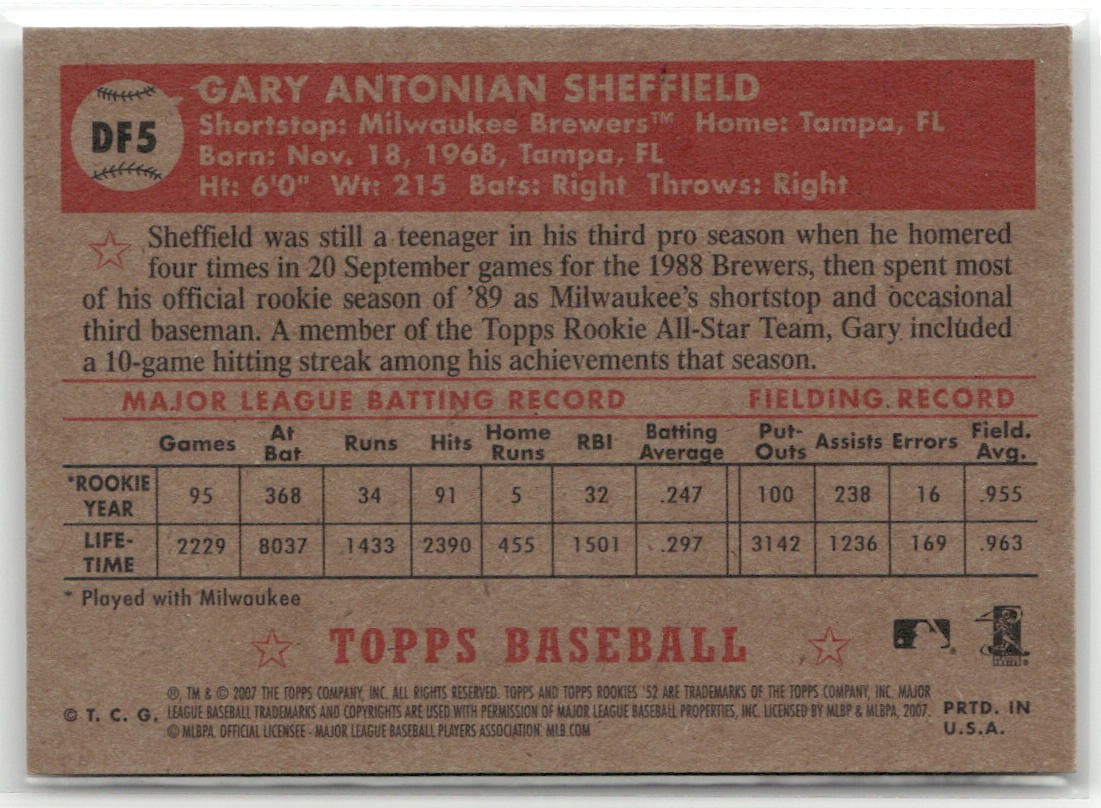 DF5
GARY ANTONIAN SHEFFIELD
Shortstop: Milwaukee Brewers™ Home: Tampa, FL
Born: Nov. 18, 1968, Tampa, FL
Ht: 6'0" Wt: 215 Bats: Right Throws: Right
Sheffield was still a teenager in his third pro season when he homered
four times in 20 September games for the 1988 Brewers, then spent most
of his official rookie season of ’89 as Milwaukee’s shortstop and occasional
third baseman. A member of the Topps Rookie All-Star Team, Gary included
a 10-game hitting streak among his achievements that season.
MAJOR LEAGUE BATTING RECORD FIELDING RECORD
Games At Bat Runs Hits Home Runs RBI Batting Average Put-Outs Assists Errors Field. Avg.
*ROOKIE YEAR 95 368 34 91 5 32 .247 100 238 16 .955
LIFE-TIME 2229 8037 1433 2390 455 1501 .297 3142 1236 169 .963
* Played with Milwaukee
TOPPS BASEBALL
®, TM & © 2007 THE TOPPS COMPANY, INC. ALL RIGHTS RESERVED. TOPPS AND TOPPS ROOKIES '52 ARE TRADEMARKS OF THE TOPPS COMPANY, INC. MAJOR
© T. C. G. LEAGUE BASEBALL TRADEMARKS AND COPYRIGHTS ARE USED WITH PERMISSION OF MAJOR LEAGUE BASEBALL PROPERTIES, INC. LICENSED BY MLBP & MLBPA, 2007. PRTD. IN
© MLBPA, OFFICIAL LICENSEE - MAJOR LEAGUE BASEBALL PLAYERS ASSOCIATION. MLB.COM U.S.A.